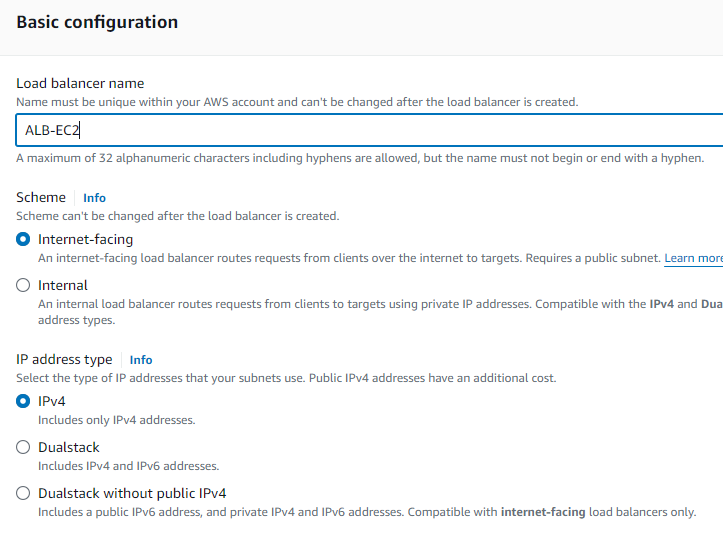 Basic configuration
Load balancer name
Name must be unique within your AWS account and can't be changed after the load balancer is created.
ALB-EC2
A maximum of 32 alphanumeric characters including hyphens are allowed, but the name must not begin or end with a hyphen.
Scheme Info
Scheme can't be changed after the load balancer is created.
Internet-facing
An internet-facing load balancer routes requests from clients over the internet to targets. Requires a public subnet. Learn more
Internal
An internal load balancer routes requests from clients to targets using private IP addresses. Compatible with the IPv4 and Dua
address types.
IP address type Info
Select the type of IP addresses that your subnets use. Public IPv4 addresses have an additional cost.
IPv4
Includes only IPv4 addresses.
Dualstack
Includes IPv4 and IPv6 addresses.
Dualstack without public IPv4
Includes a public IPv6 address, and private IPv4 and IPv6 addresses. Compatible with internet-facing load balancers only.